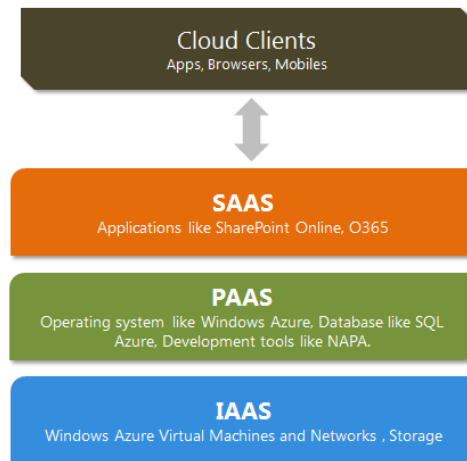 Cloud Clients
Apps, Browsers, Mobiles
SAAS
Applications like SharePoint Online, O365
PAAS
Operating system like Windows Azure, Database like SQL
Azure, Development tools like NAPA.
IAAS
Windows Azure Virtual Machines and Networks , Storage